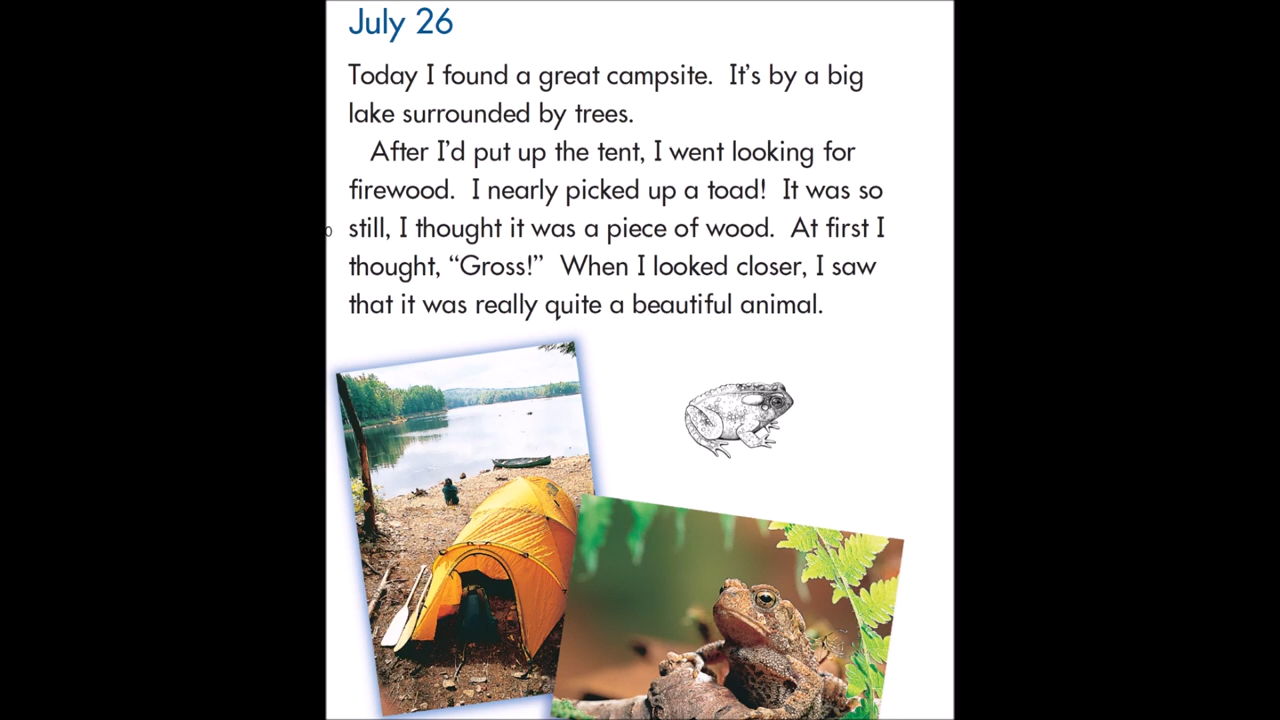 July 26
Today I found a great campsite. It's by a big
lake surrounded by trees.
After I'd put up the tent, I went looking for
firewood. I nearly picked up a toad! It was so
still, I thought it was a piece of wood. At first I
thought, “Gross!” When I looked closer, I saw
that it was really quite a beautiful animal.